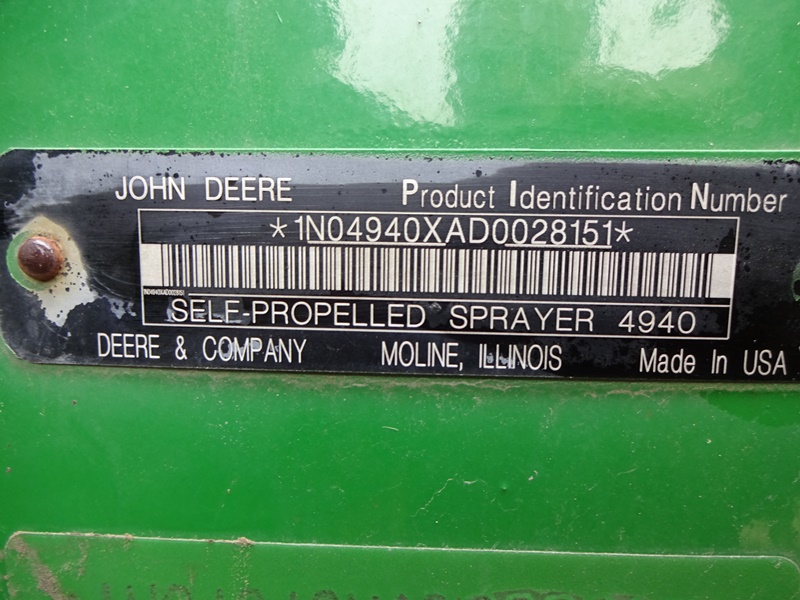 JOHN DEERE Product Identification Number
*1N04940XAD0028151*
SELF-PROPELLED SPRAYER 4940
DEERE & COMPANY MOLINE, ILLINOIS Made In USA